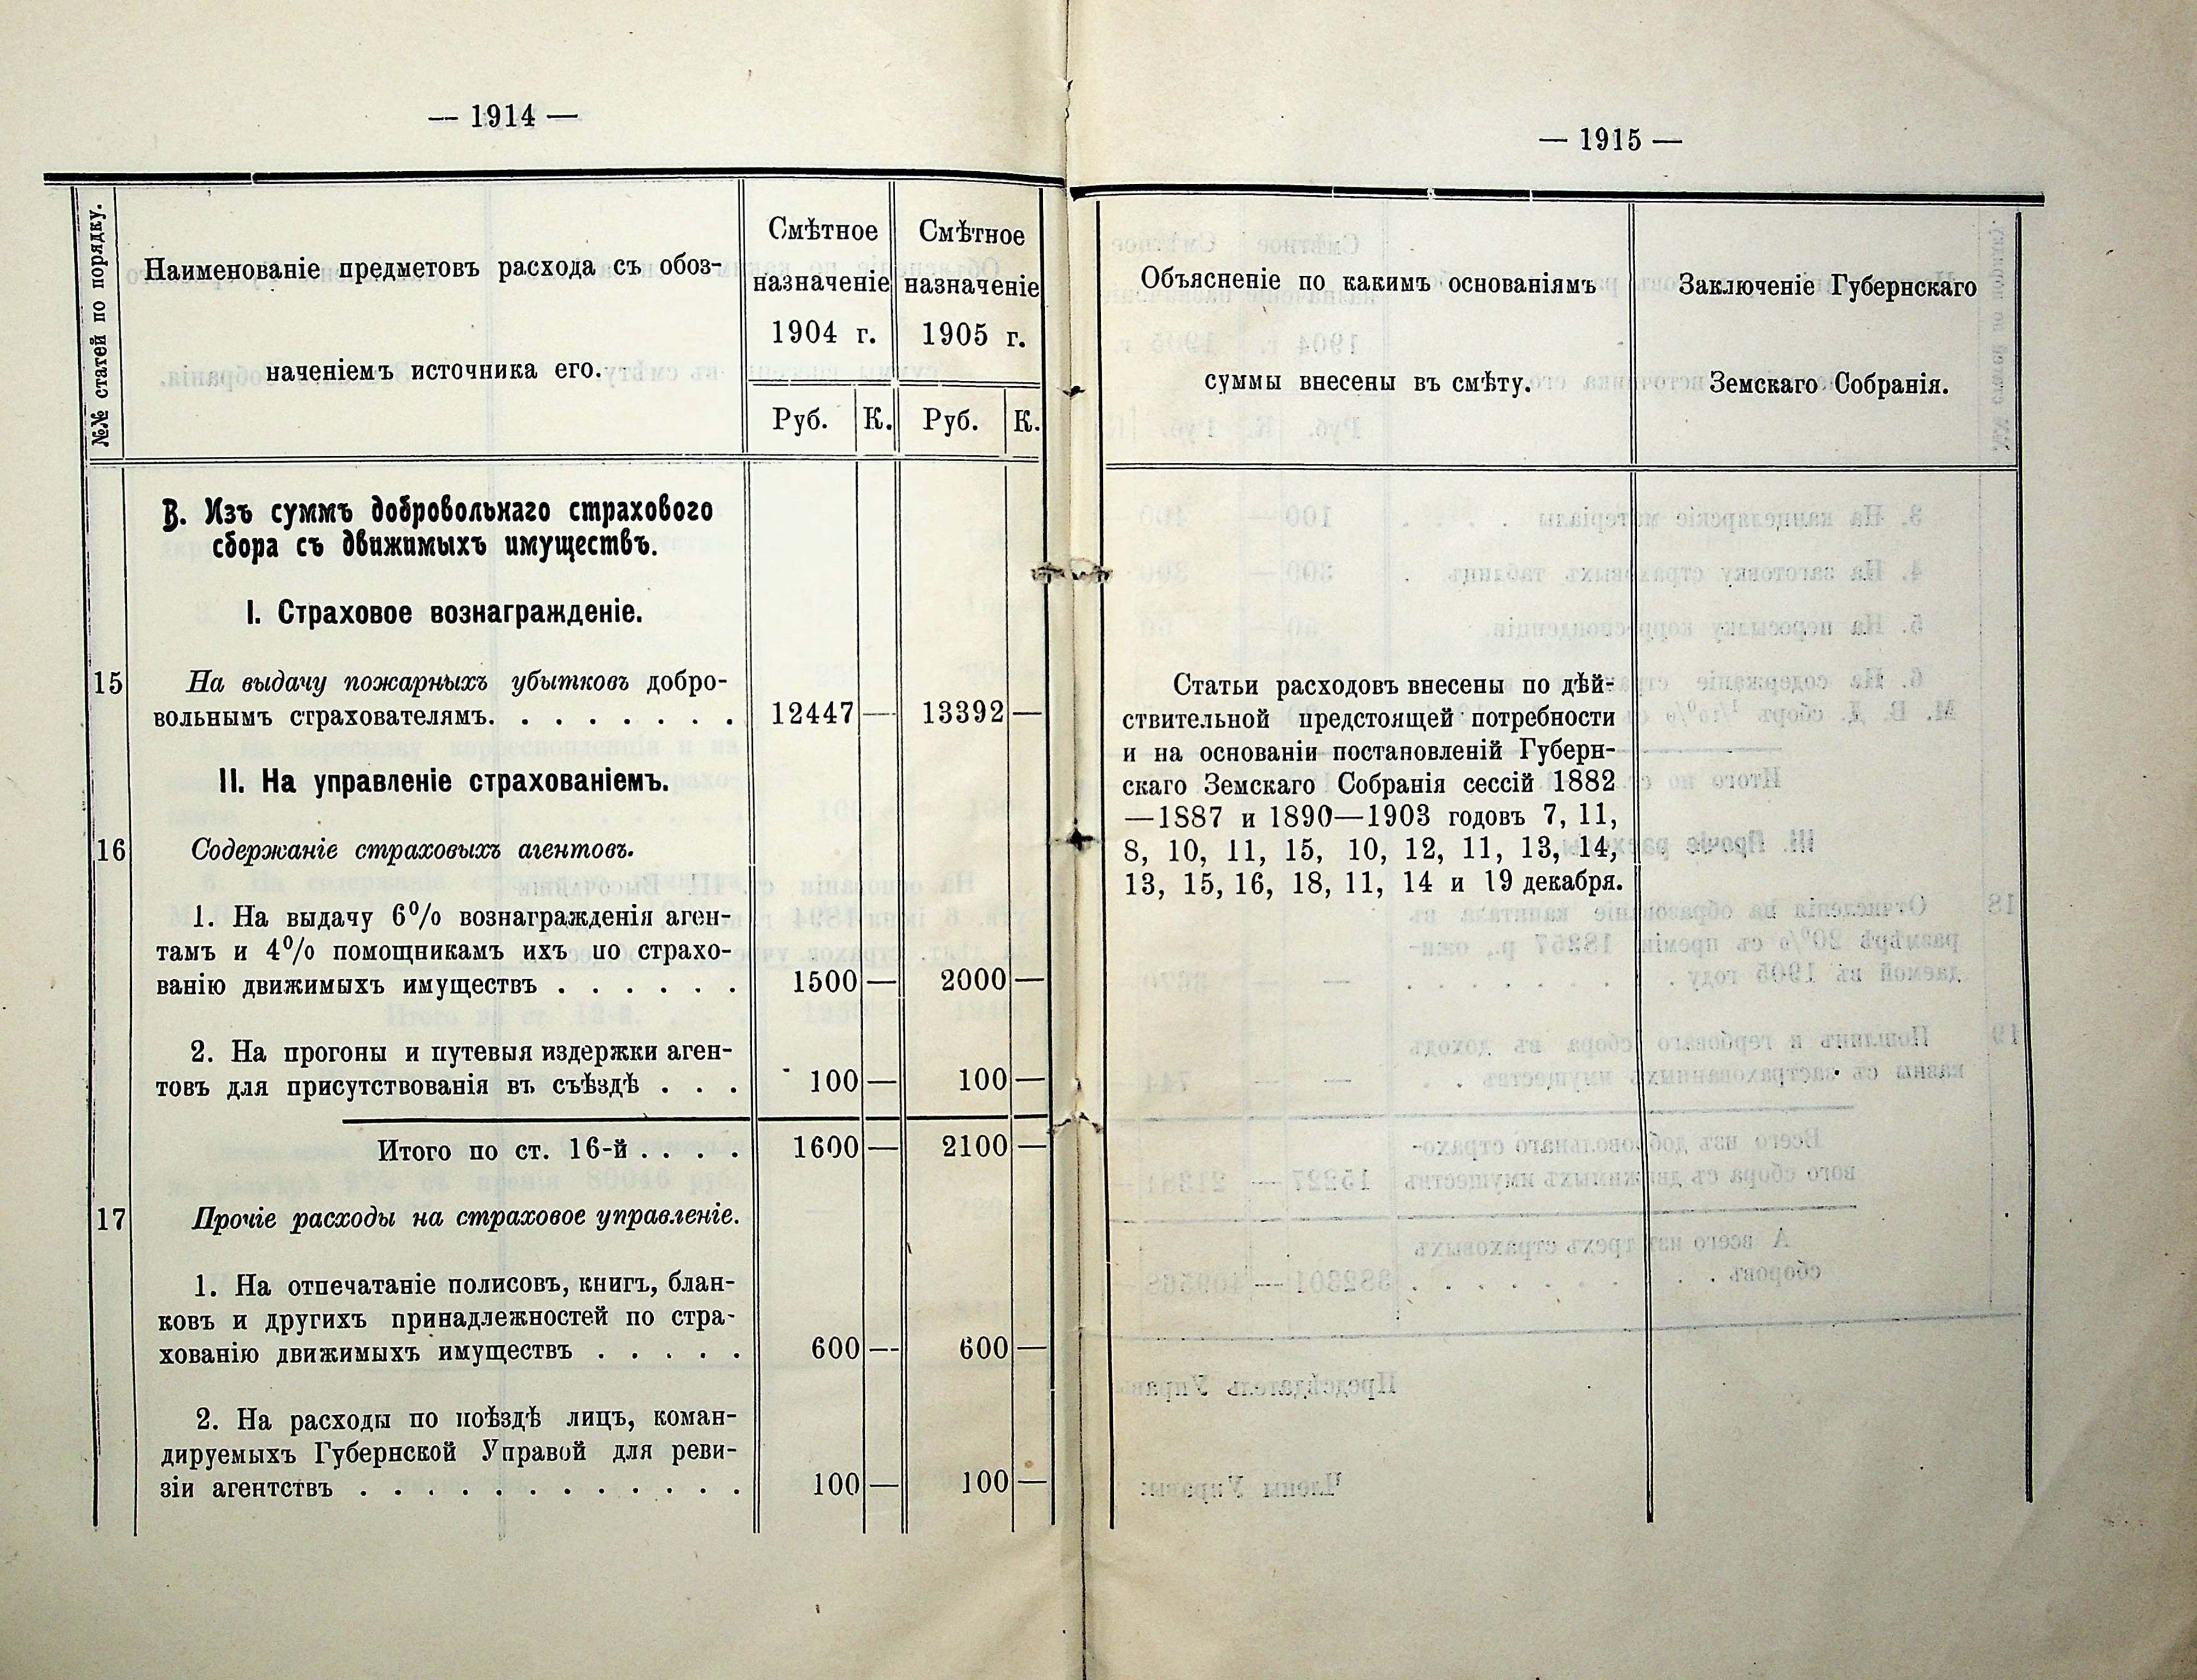 — 1914 —
№№ статей по порядку.
Наименованіе предметовъ расхода съ обоз-
наченіемъ источника его.
Смѣтное
назначеніе
1904 г.
Руб. К.
Смѣтное
назначеніе
1905 г.
Руб. К.
В. Изъ суммъ добровольнаго страхового
сбора съ движимыхъ имуществъ.
I. Страховое вознагражденіе.
15 На выдачу пожарныхъ убытковъ добро-
вольнымъ страхователямъ. . . . . . . . 12447 — 13392 —
II. На управленіе страхованіемъ.
16 Содержаніе страховыхъ агентовъ.
1. На выдачу 6% вознагражденія аген-
тамъ и 4% помощникамъ ихъ по страхо-
ванію движимыхъ имуществъ . . . . . . 1500 — 2000 —
2. На прогоны и путевыя издержки аген-
товъ для присутствованія въ съѣздѣ . . . 100 — 100 —
Итого по ст. 16-й . . . . 1600 — 2100 —
17 Прочіе расходы на страховое управленіе.
1. На отпечатаніе полисовъ, книгъ, блан-
ковъ и другихъ принадлежностей по стра-
хованію движимыхъ имуществъ . . . . . 600 — 600 —
2. На расходы по поѣздѣ лицъ, коман-
дируемыхъ Губернской Управой для реви-
зіи агентствъ . . . . . . . . . . . . 100 — 100 —
— 1915 —
Объясненіе по какимъ основаніямъ
суммы внесены въ смѣту.
Заключеніе Губернскаго
Земскаго Собранія.
Статьи расходовъ внесены по дѣй-
ствительной предстоящей потребности
и на основаніи постановленій Губерн-
скаго Земскаго Собранія сессій 1882
—1887 и 1890—1903 годовъ 7, 11,
8, 10, 11, 15, 10, 12, 11, 13, 14,
13, 15, 16, 18, 11, 14 и 19 декабря.